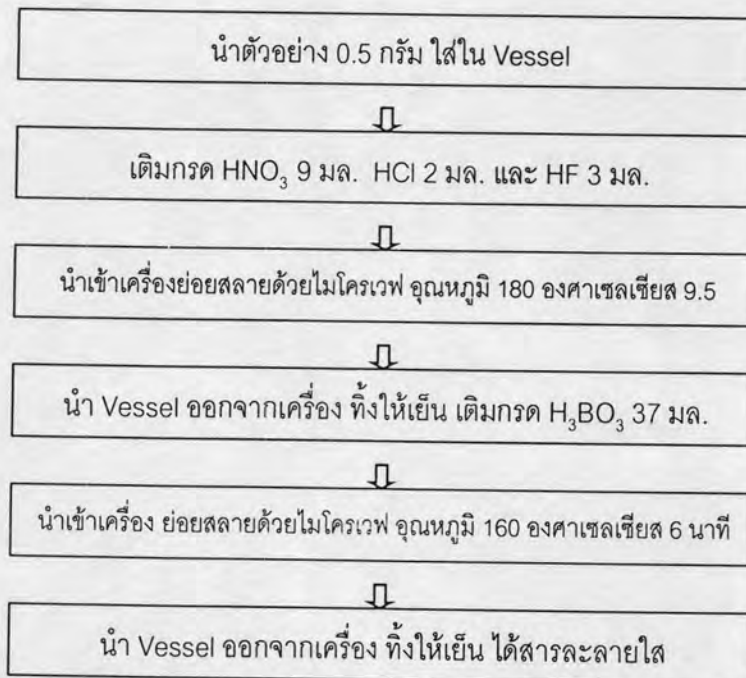 นำตัวอย่าง 0.5 กรัม ใส่ใน Vessel
เติมกรด HNO₃ 9 มล. HCl 2 มล. และ HF 3 มล.
นำเข้าเครื่องย่อยสลายด้วยไมโครเวฟ อุณหภูมิ 180 องศาเซลเซียส 9.5
นำ Vessel ออกจากเครื่อง ทิ้งให้เย็น เติมกรด H₃BO₃ 37 มล.
นำเข้าเครื่อง ย่อยสลายด้วยไมโครเวฟ อุณหภูมิ 160 องศาเซลเซียส 6 นาที
นำ Vessel ออกจากเครื่อง ทิ้งให้เย็น ได้สารละลายใส